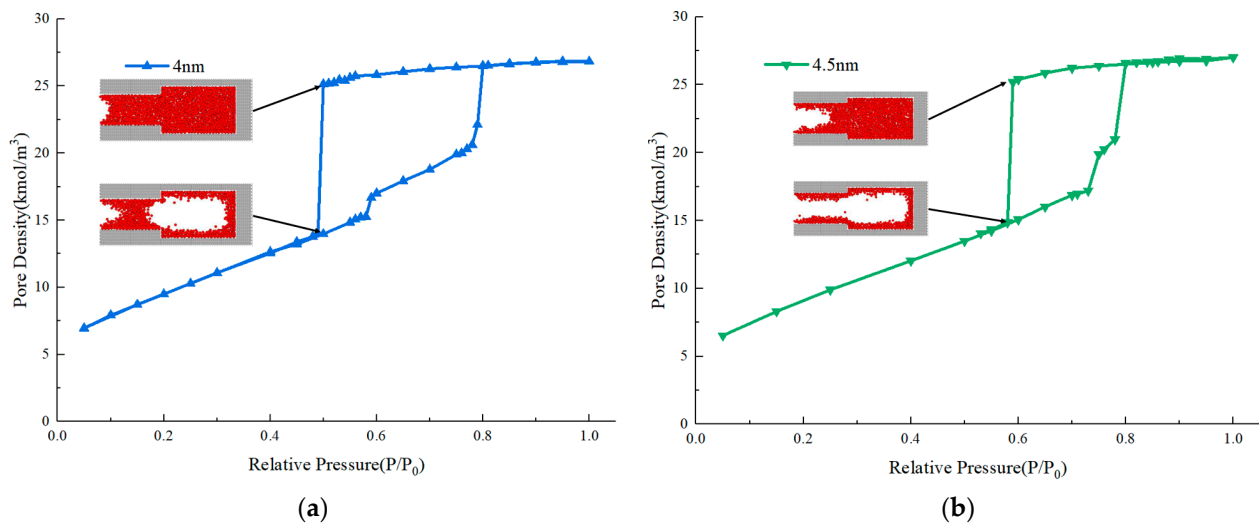 30
25
20
15
10
5
0
Pore Density(kmol/m³)
4nm
0.0 0.2 0.4 0.6 0.8 1.0
Relative Pressure(P/P₀)
(a)
30
25
20
15
10
5
0
Pore Density(kmol/m³)
4.5nm
0.0 0.2 0.4 0.6 0.8 1.0
Relative Pressure(P/P₀)
(b)